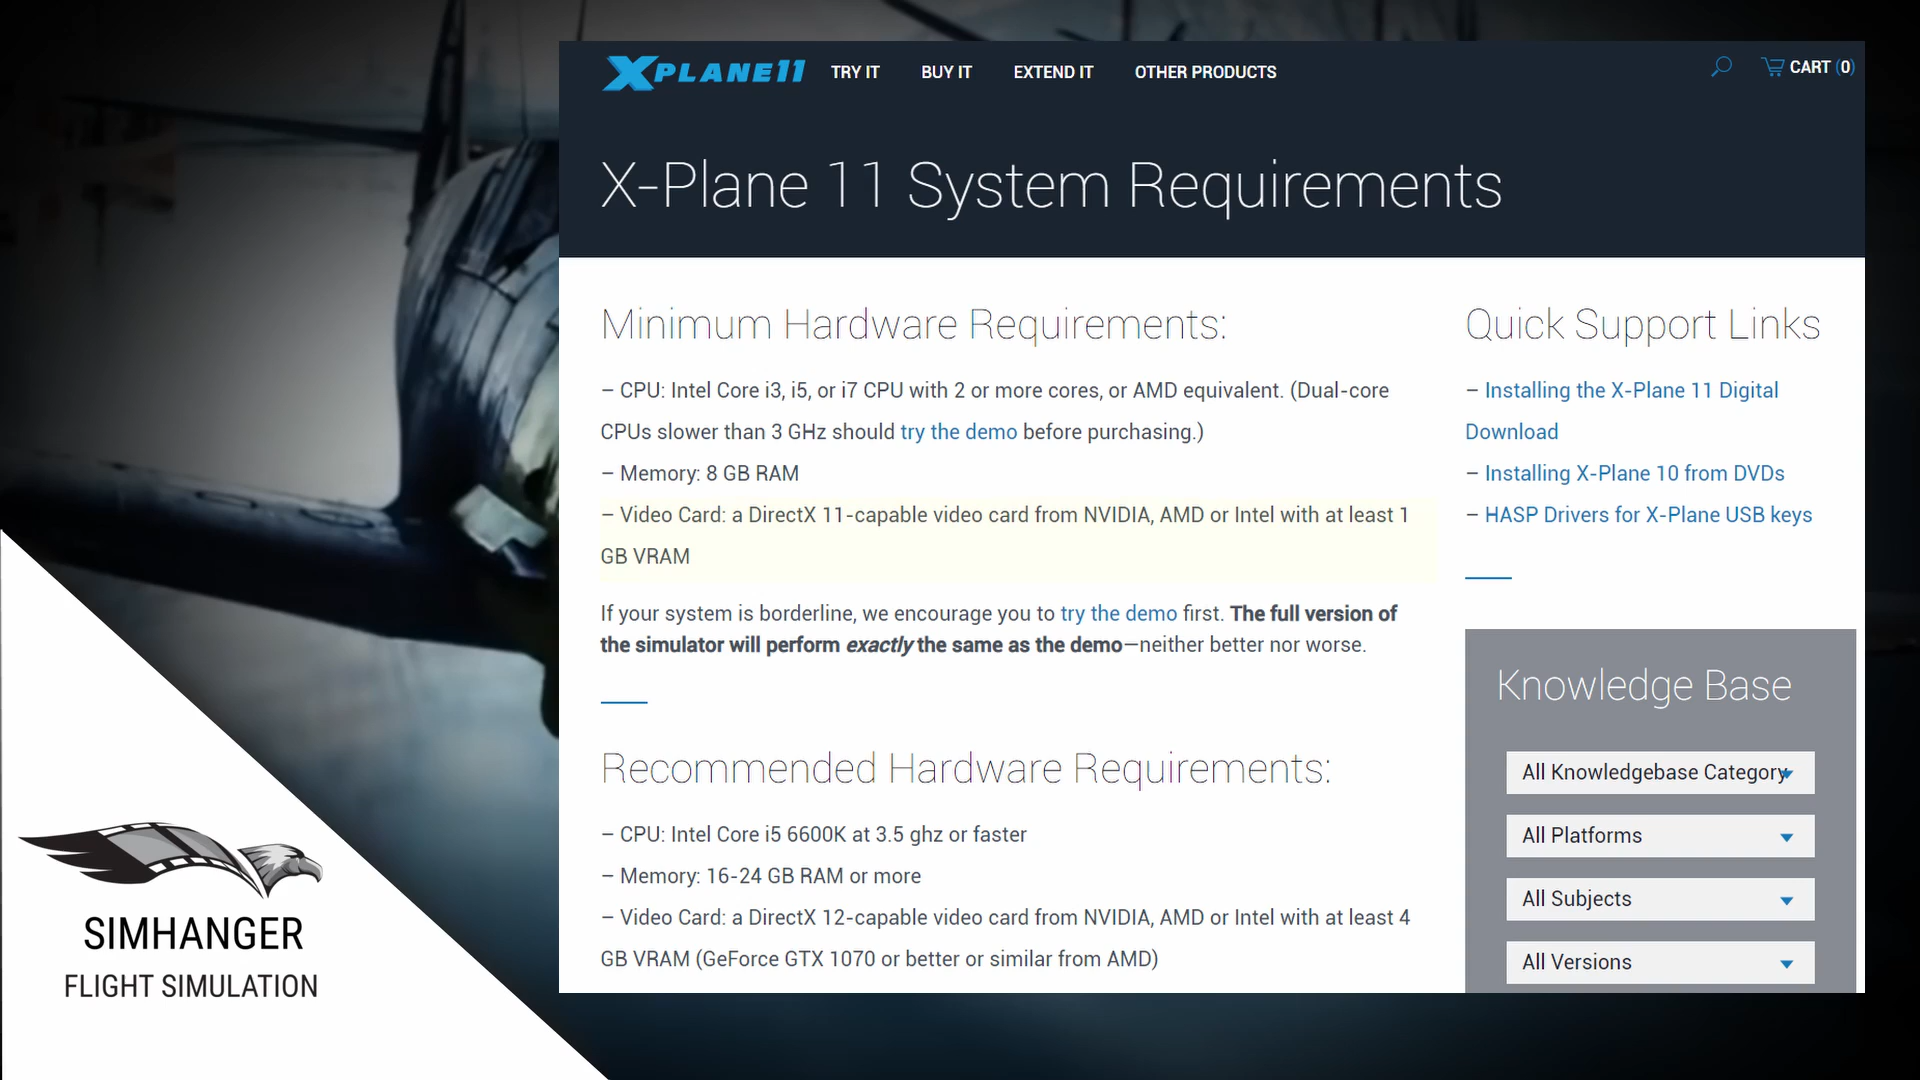 XPLANE11 TRY IT BUY IT EXTEND IT OTHER PRODUCTS CART (0)
X-Plane 11 System Requirements
Minimum Hardware Requirements:
– CPU: Intel Core i3, i5, or i7 CPU with 2 or more cores, or AMD equivalent. (Dual-core
CPUs slower than 3 GHz should try the demo before purchasing.)
– Memory: 8 GB RAM
– Video Card: a DirectX 11-capable video card from NVIDIA, AMD or Intel with at least 1
GB VRAM
If your system is borderline, we encourage you to try the demo first. The full version of
the simulator will perform exactly the same as the demo—neither better nor worse.
Recommended Hardware Requirements:
– CPU: Intel Core i5 6600K at 3.5 ghz or faster
– Memory: 16-24 GB RAM or more
– Video Card: a DirectX 12-capable video card from NVIDIA, AMD or Intel with at least 4
GB VRAM (GeForce GTX 1070 or better or similar from AMD)
Quick Support Links
– Installing the X-Plane 11 Digital
Download
– Installing X-Plane 10 from DVDs
– HASP Drivers for X-Plane USB keys
Knowledge Base
All Knowledgebase Category
All Platforms
All Subjects
All Versions
SIMHANGER
FLIGHT SIMULATION